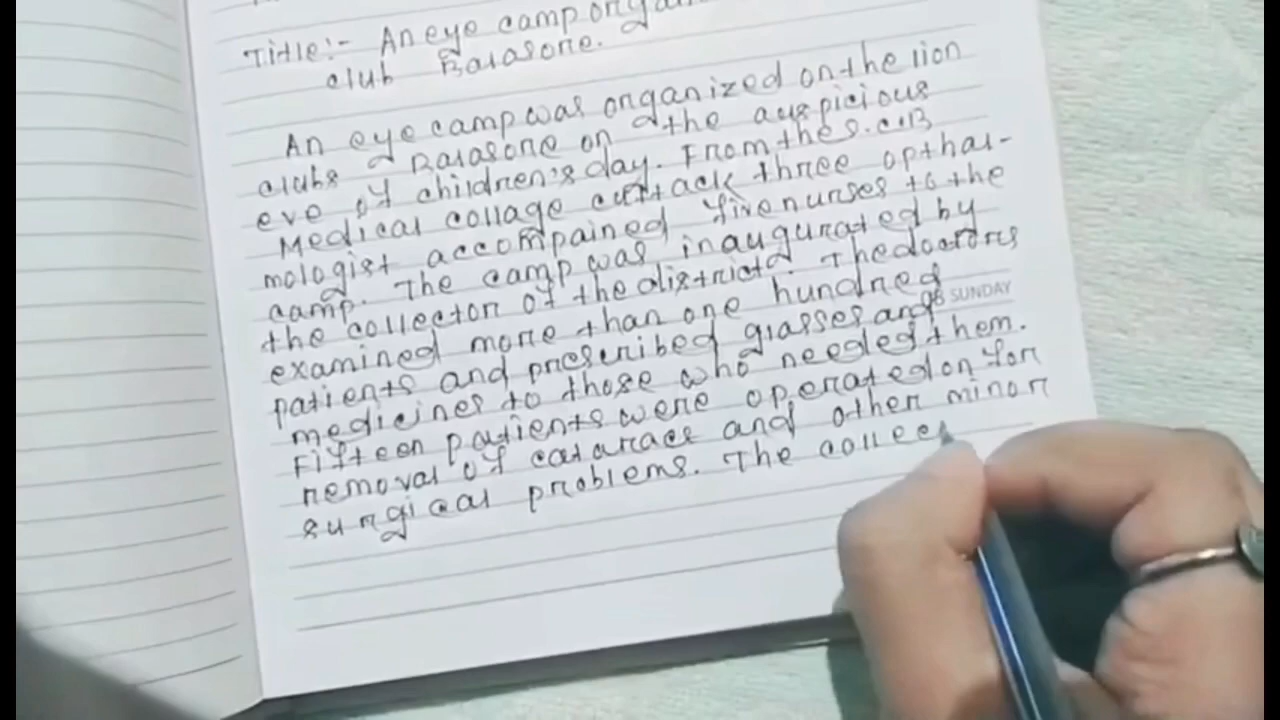 Title:- An eye camp organ
club Balasore.
An eye camp was organized on the lion
clubs Balasore on the auspicious
eve of children's day. From the S.C.B
Medical collage cuttack three opthal-
mologist accompained five nurses to the
camp. The camp was inaugurated by
the collector of the district. The doctors
examined more than one hundred
patients and prescribed glasses and
08 SUNDAY
medicines to those who needed them.
Fifteen patients were operated on for
removal of cataract and other minor
surgical problems. The collec